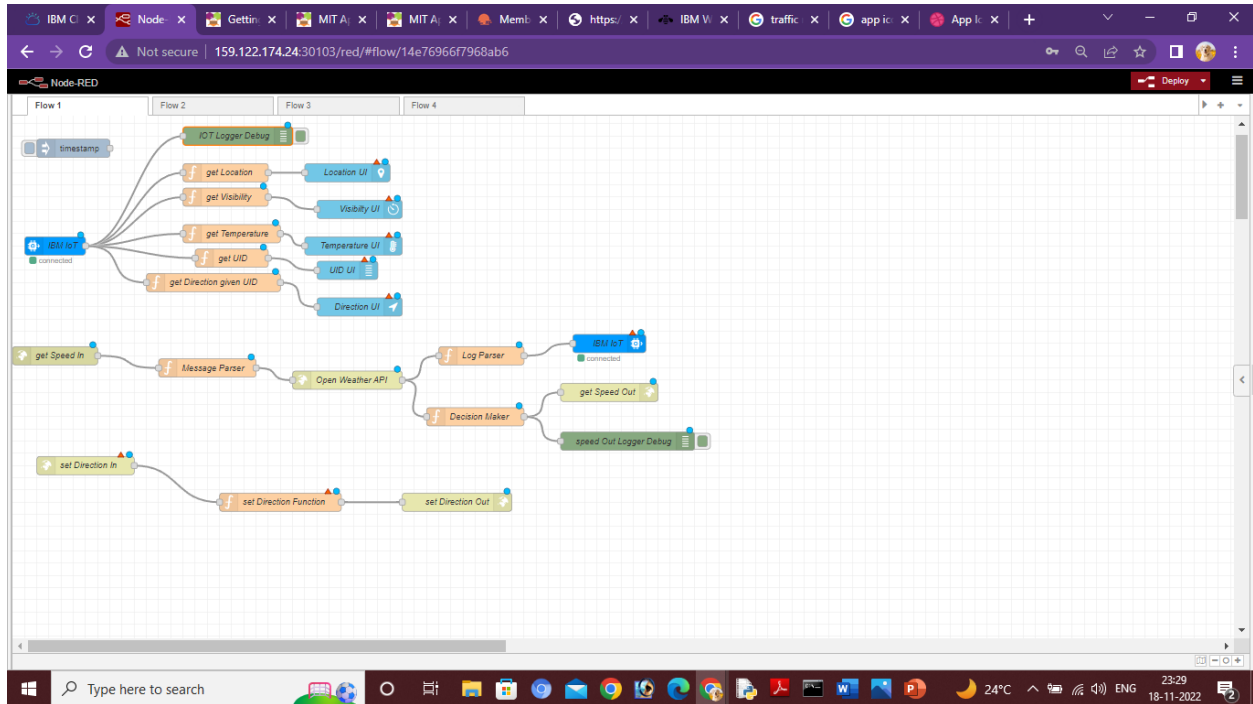 IBM Cl
Node-
Getting
MIT A
MIT A
Memb
https:/
IBM W
traffic
app ic
App Ic
Not secure
159.122.174.24:30103/red/#flow/14e76966f7968ab6
Node-RED
Deploy
Flow 1
Flow 2
Flow 3
Flow 4
IOT Logger Debug
timestamp
get Location
Location UI
get Visibility
Visibilty UI
get Temperature
IBM IoT
Temperature UI
connected
get UID
UID UI
get Direction given UID
Direction UI
get Speed In
Message Parser
Open Weather API
Log Parser
IBM IoT
connected
get Speed Out
Decision Maker
speed Out Logger Debug
set Direction In
set Direction Function
set Direction Out
Type here to search
24°C
ENG
23:29
18-11-2022
2